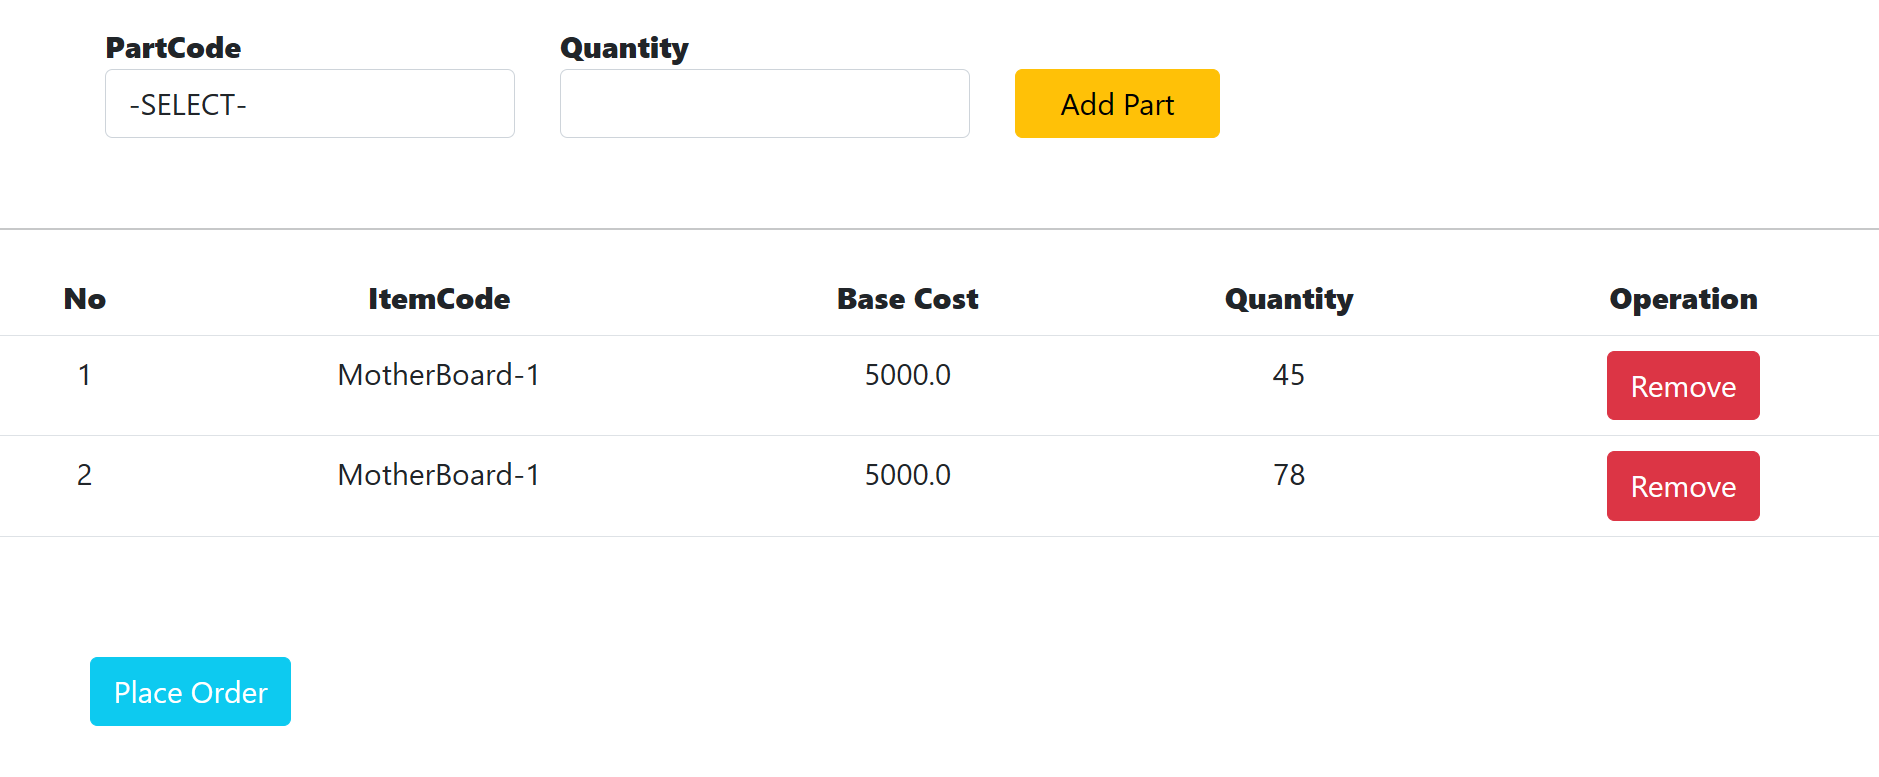 PartCode Quantity
-SELECT- Add Part
No ItemCode Base Cost Quantity Operation
1 MotherBoard-1 5000.0 45 Remove
2 MotherBoard-1 5000.0 78 Remove
Place Order